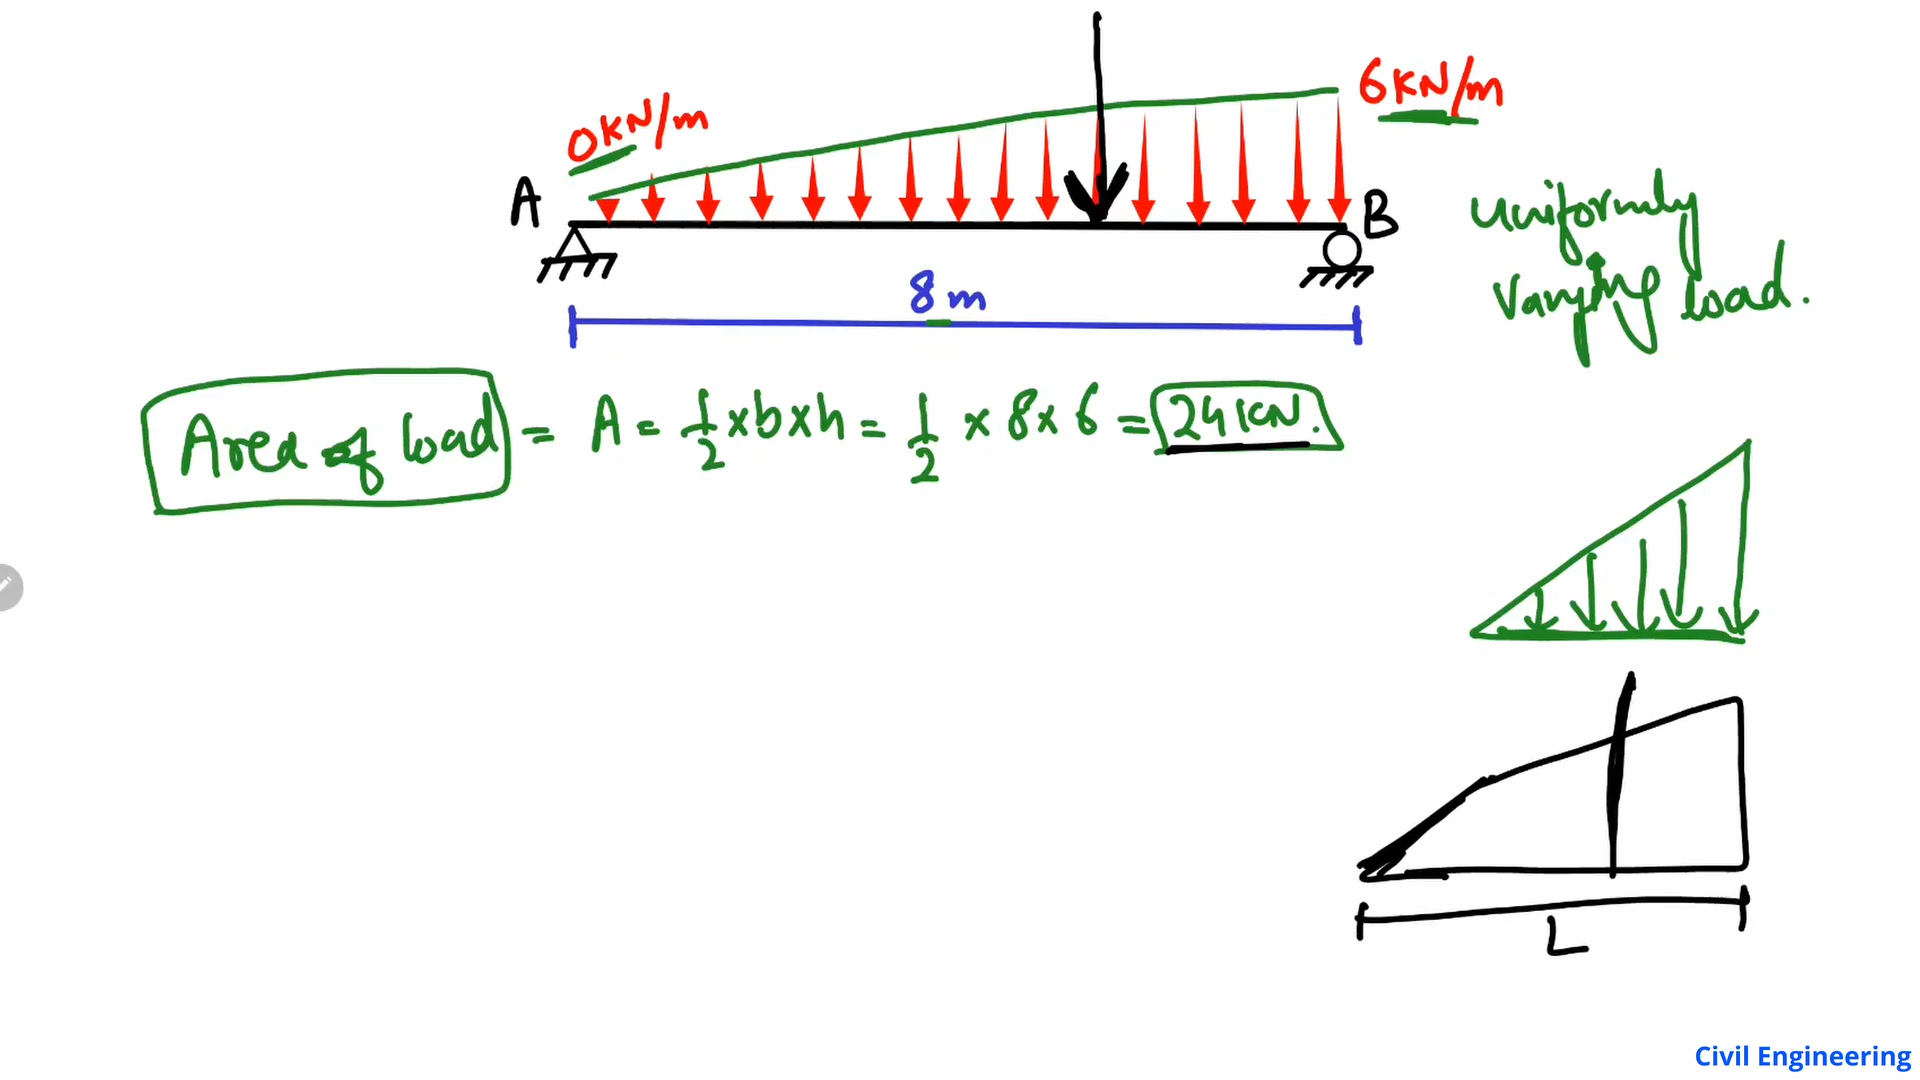 0KN/m
6KN/m
A
B
8 m
uniformly
varying load.
Area of load = A = 1/2 × b × h = 1/2 × 8 × 6 = 24 KN.
L
Civil Engineering